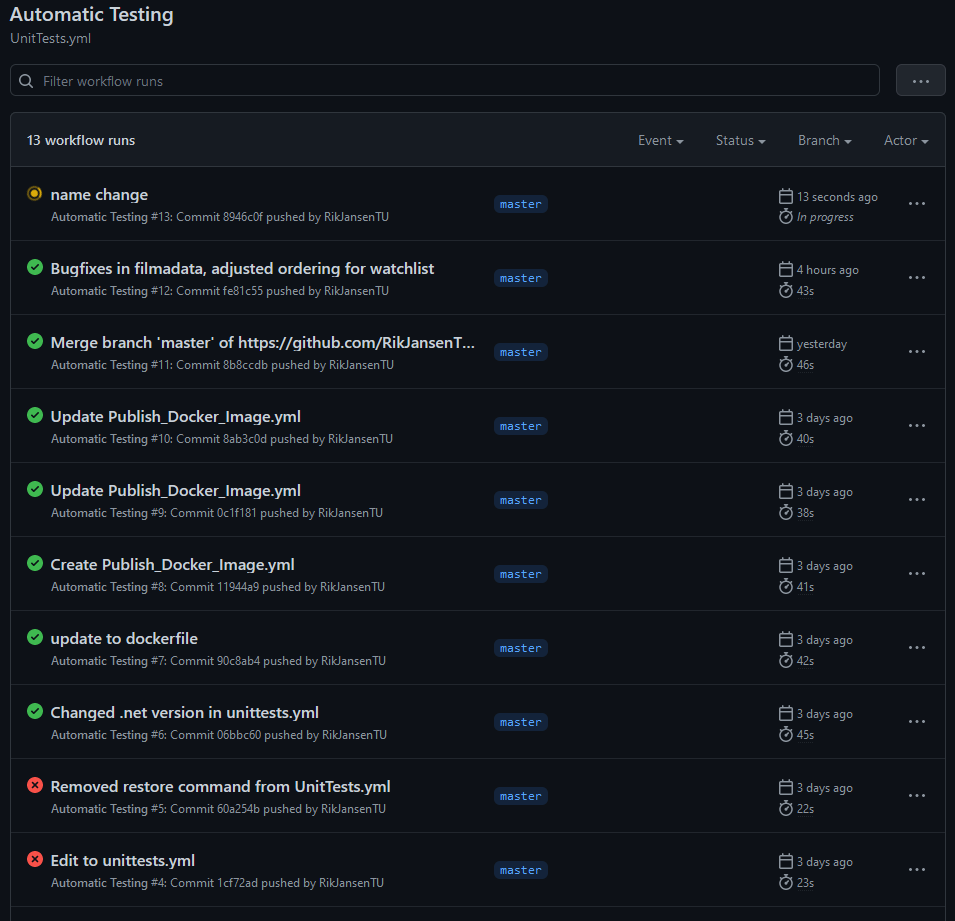 Automatic Testing
UnitTests.yml
Filter workflow runs
13 workflow runs
Event
Status
Branch
Actor
name change
Automatic Testing #13: Commit 8946c0f pushed by RikJansenTU
master
13 seconds ago
In progress
Bugfixes in filmadata, adjusted ordering for watchlist
Automatic Testing #12: Commit fe81c55 pushed by RikJansenTU
master
4 hours ago
43s
Merge branch 'master' of https://github.com/RikJansenT...
Automatic Testing #11: Commit 8b8ccdb pushed by RikJansenTU
master
yesterday
46s
Update Publish_Docker_Image.yml
Automatic Testing #10: Commit 8ab3c0d pushed by RikJansenTU
master
3 days ago
40s
Update Publish_Docker_Image.yml
Automatic Testing #9: Commit 0c1f181 pushed by RikJansenTU
master
3 days ago
38s
Create Publish_Docker_Image.yml
Automatic Testing #8: Commit 11944a9 pushed by RikJansenTU
master
3 days ago
41s
update to dockerfile
Automatic Testing #7: Commit 90c8ab4 pushed by RikJansenTU
master
3 days ago
42s
Changed .net version in unittests.yml
Automatic Testing #6: Commit 06bbc60 pushed by RikJansenTU
master
3 days ago
45s
Removed restore command from UnitTests.yml
Automatic Testing #5: Commit 60a254b pushed by RikJansenTU
master
3 days ago
22s
Edit to unittests.yml
Automatic Testing #4: Commit 1cf72ad pushed by RikJansenTU
master
3 days ago
23s